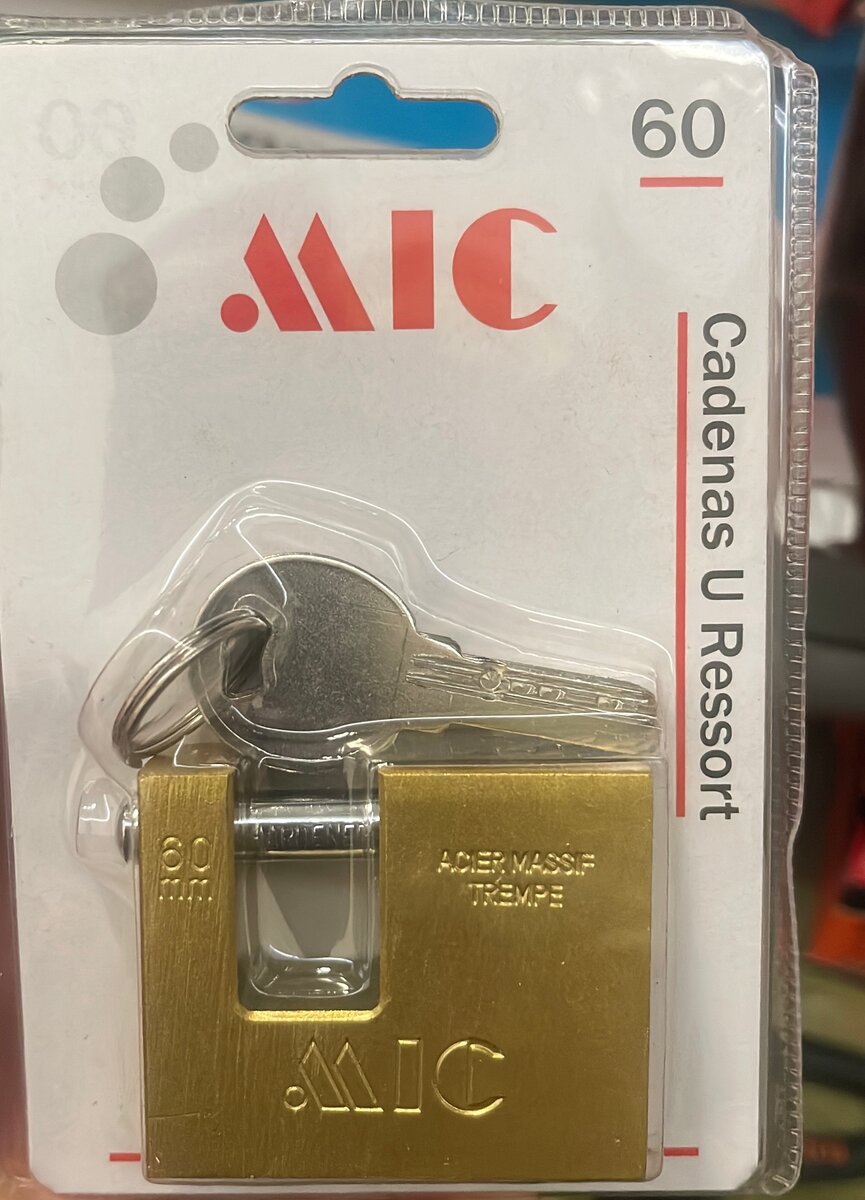 60
MIC
Cadenas U Ressort
60
mm
ACIER MASSIF
TREMPE
MIC